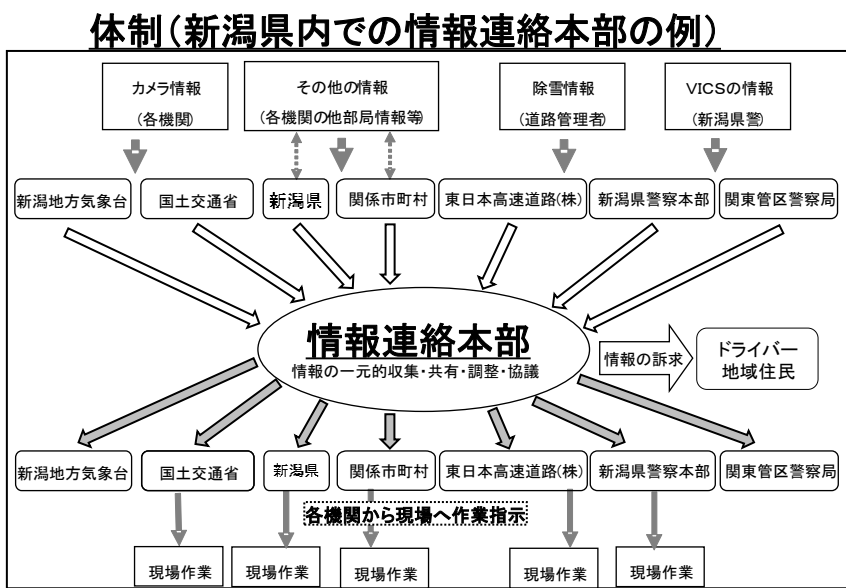 体制（新潟県内での情報連絡本部の例）
カメラ情報
（各機関）
その他の情報
（各機関の他部局情報等）
除雪情報
（道路管理者）
VICSの情報
（新潟県警）
新潟地方気象台
国土交通省
新潟県
関係市町村
東日本高速道路(株)
新潟県警察本部
関東管区警察局
情報連絡本部
情報の一元的収集・共有・調整・協議
情報の訴求
ドライバー
地域住民
新潟地方気象台
国土交通省
新潟県
関係市町村
東日本高速道路(株)
新潟県警察本部
関東管区警察局
各機関から現場へ作業指示
現場作業
現場作業
現場作業
現場作業
現場作業